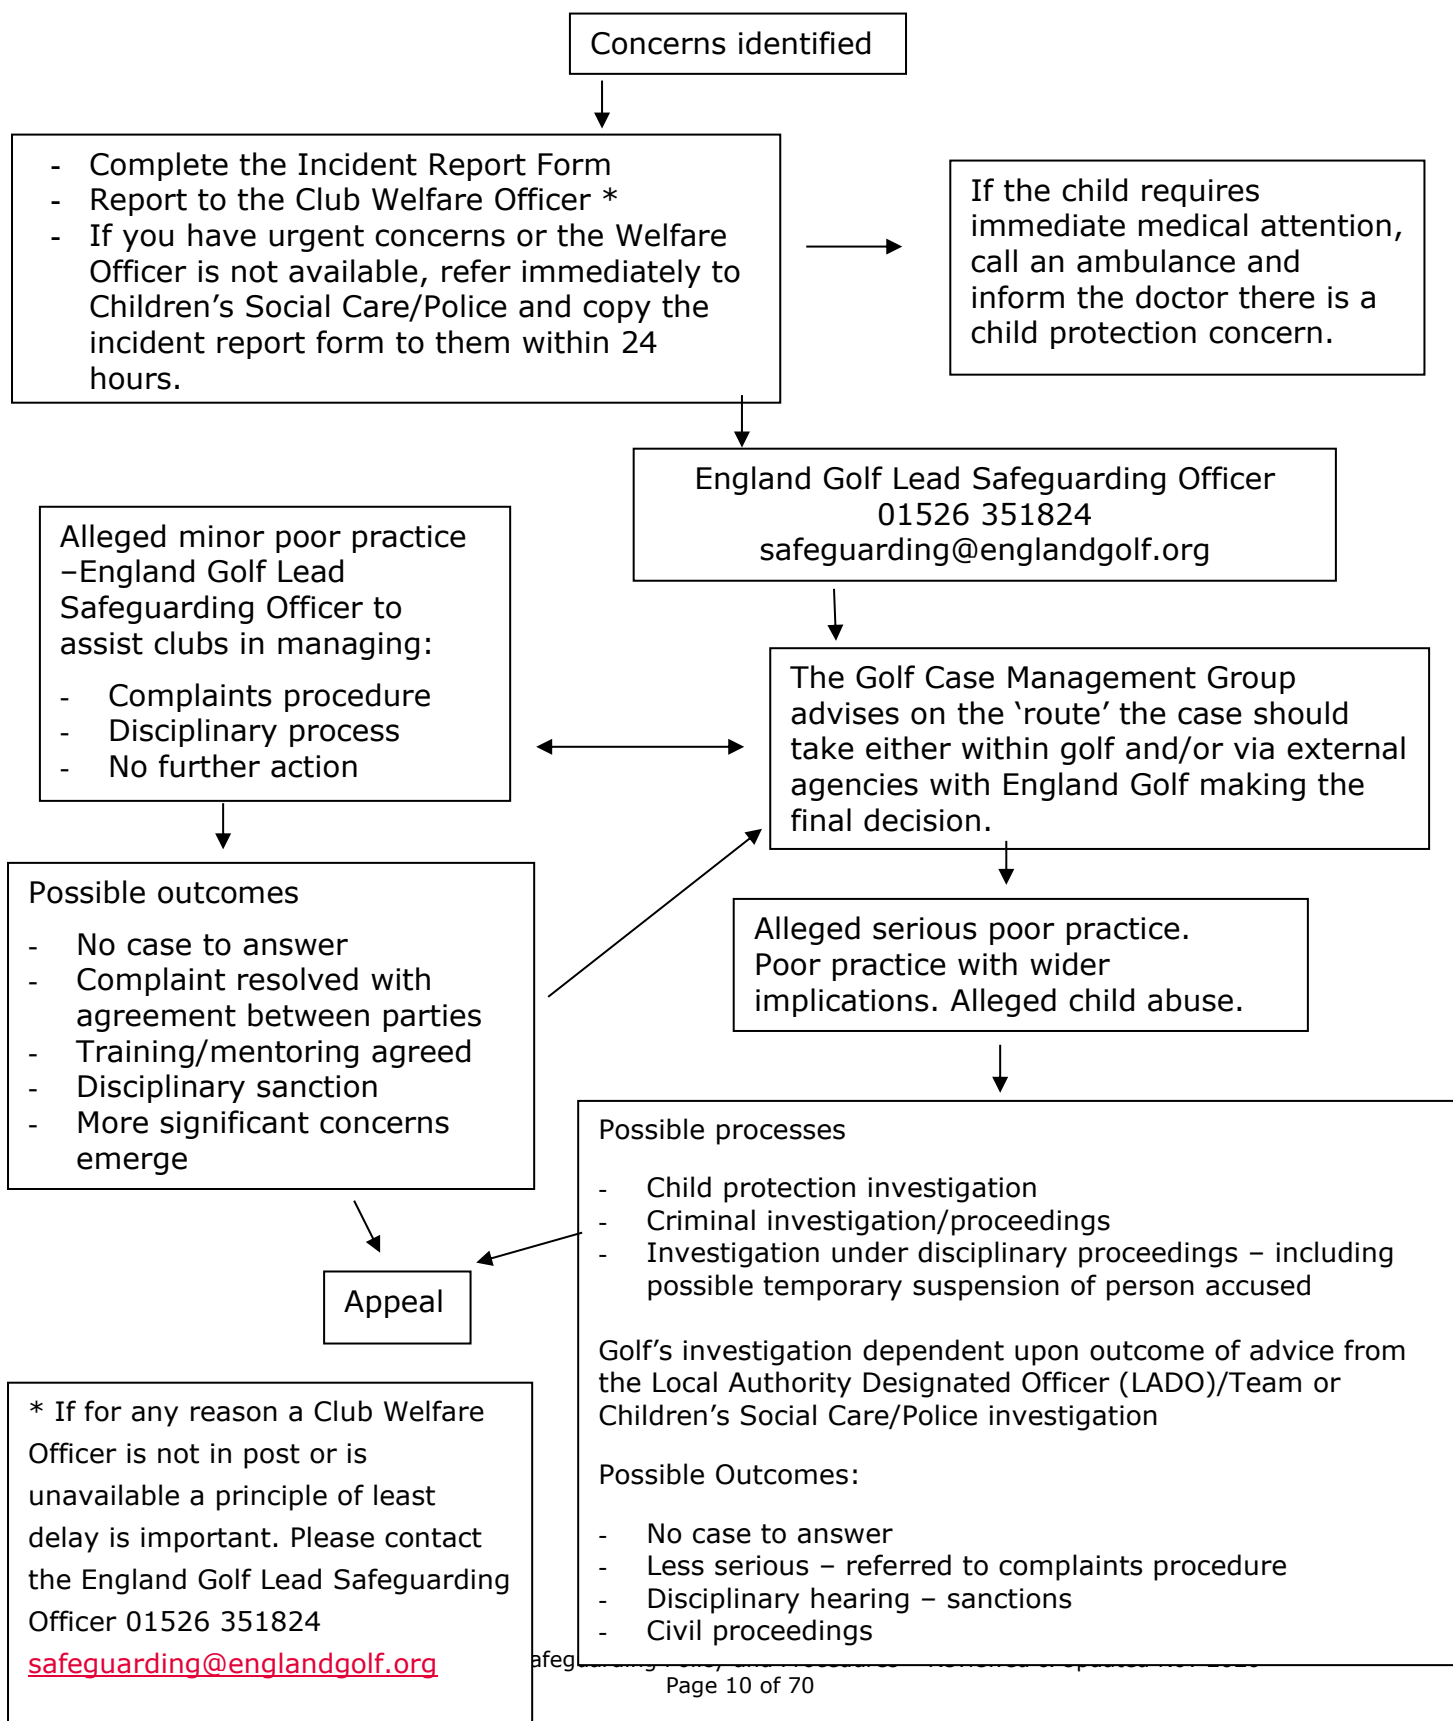 Concerns identified
- Complete the Incident Report Form
- Report to the Club Welfare Officer *
- If you have urgent concerns or the Welfare
Officer is not available, refer immediately to
Children’s Social Care/Police and copy the
incident report form to them within 24
hours.
If the child requires
immediate medical attention,
call an ambulance and
inform the doctor there is a
child protection concern.
England Golf Lead Safeguarding Officer
01526 351824
safeguarding@englandgolf.org
Alleged minor poor practice
–England Golf Lead
Safeguarding Officer to
assist clubs in managing:
- Complaints procedure
- Disciplinary process
- No further action
The Golf Case Management Group
advises on the ‘route’ the case should
take either within golf and/or via external
agencies with England Golf making the
final decision.
Possible outcomes
- No case to answer
- Complaint resolved with
agreement between parties
- Training/mentoring agreed
- Disciplinary sanction
- More significant concerns
emerge
Alleged serious poor practice.
Poor practice with wider
implications. Alleged child abuse.
Possible processes
- Child protection investigation
- Criminal investigation/proceedings
- Investigation under disciplinary proceedings – including
possible temporary suspension of person accused
Golf’s investigation dependent upon outcome of advice from
the Local Authority Designated Officer (LADO)/Team or
Children’s Social Care/Police investigation
Possible Outcomes:
- No case to answer
- Less serious – referred to complaints procedure
- Disciplinary hearing – sanctions
- Civil proceedings
Appeal
* If for any reason a Club Welfare
Officer is not in post or is
unavailable a principle of least
delay is important. Please contact
the England Golf Lead Safeguarding
Officer 01526 351824
safeguarding@englandgolf.org
Page 10 of 70